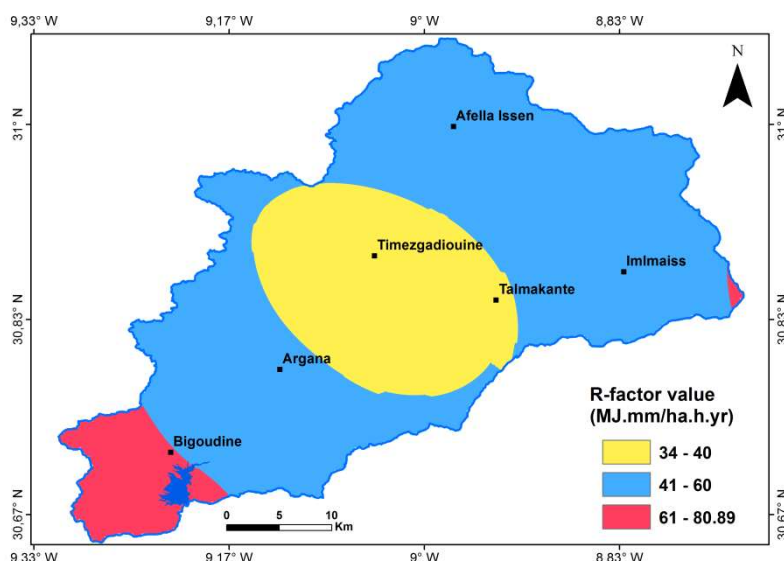 9,33° W 9,17° W 9° W 8,83° W
N
31° N 31° N
Afella Issen
Timezgadiouine
Imlmaiss
Talmakante
30,83° N 30,83° N
Argana
R-factor value
(MJ.mm/ha.h.yr)
Bigoudine
34 - 40
41 - 60
61 - 80.89
30,67° N 30,67° N
0 5 10
Km
9,33° W 9,17° W 9° W 8,83° W